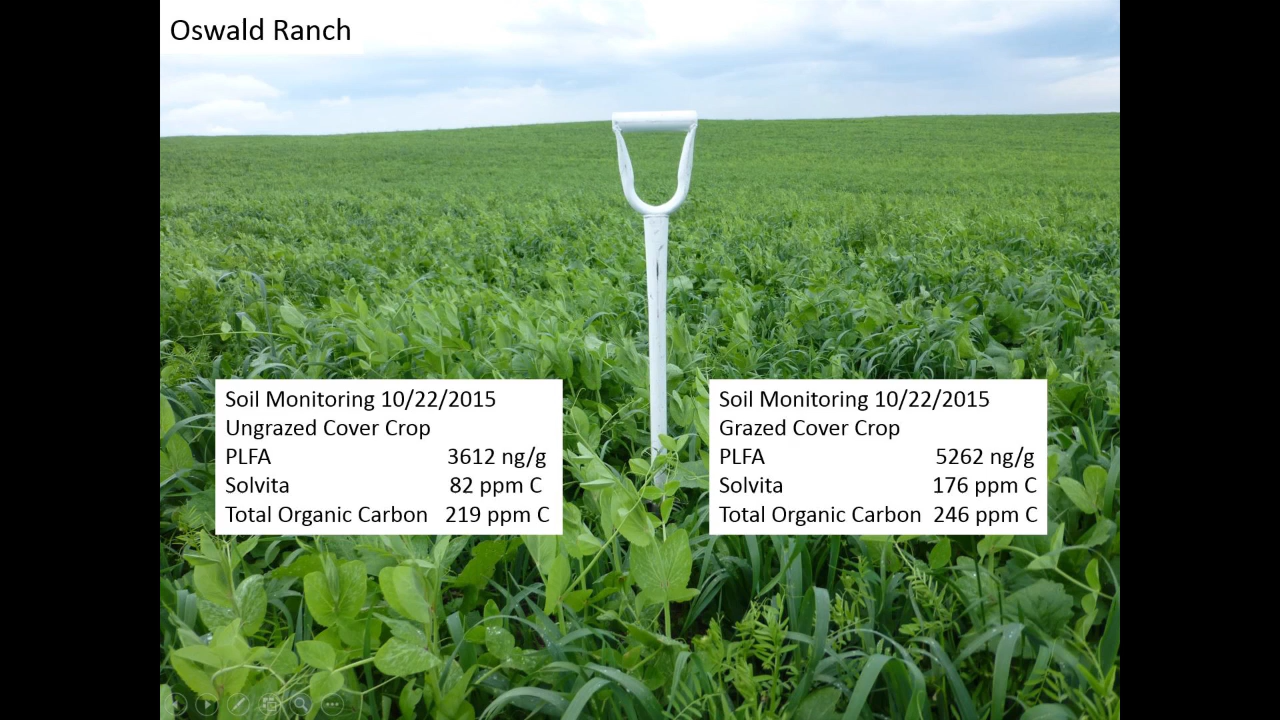 Oswald Ranch
Soil Monitoring 10/22/2015
Ungrazed Cover Crop
PLFA 3612 ng/g
Solvita 82 ppm C
Total Organic Carbon 219 ppm C
Soil Monitoring 10/22/2015
Grazed Cover Crop
PLFA 5262 ng/g
Solvita 176 ppm C
Total Organic Carbon 246 ppm C